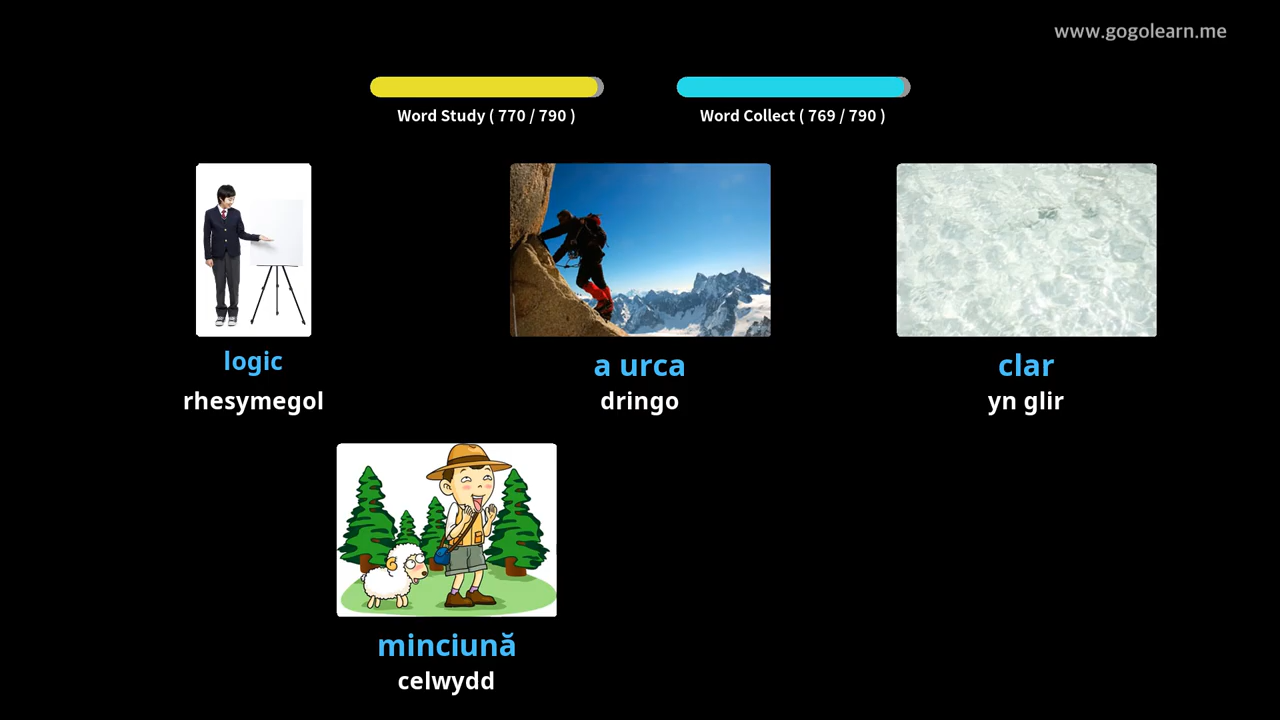 www.gogolearn.me
Word Study ( 770 / 790 )
Word Collect ( 769 / 790 )
logic
rhesymegol
a urca
dringo
clar
yn glir
minciună
celwydd